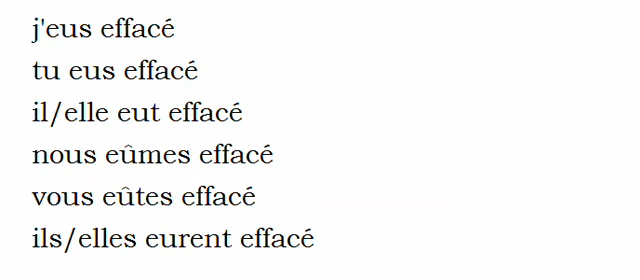 j'eus effacé
tu eus effacé
il/elle eut effacé
nous eûmes effacé
vous eûtes effacé
ils/elles eurent effacé